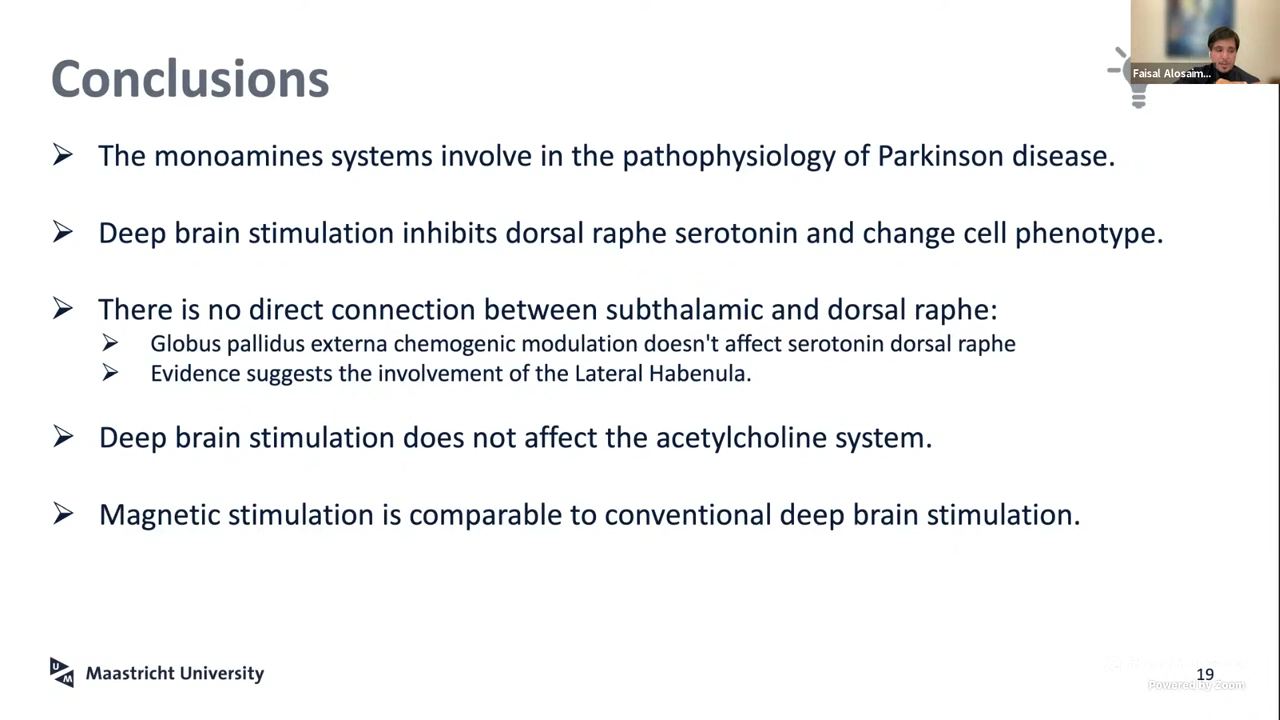 Conclusions
Faisal Alosaim...
➢ The monoamines systems involve in the pathophysiology of Parkinson disease.
➢ Deep brain stimulation inhibits dorsal raphe serotonin and change cell phenotype.
➢ There is no direct connection between subthalamic and dorsal raphe:
➢ Globus pallidus externa chemogenic modulation doesn't affect serotonin dorsal raphe
➢ Evidence suggests the involvement of the Lateral Habenula.
➢ Deep brain stimulation does not affect the acetylcholine system.
➢ Magnetic stimulation is comparable to conventional deep brain stimulation.
UM Maastricht University
19
Powered by Zoom